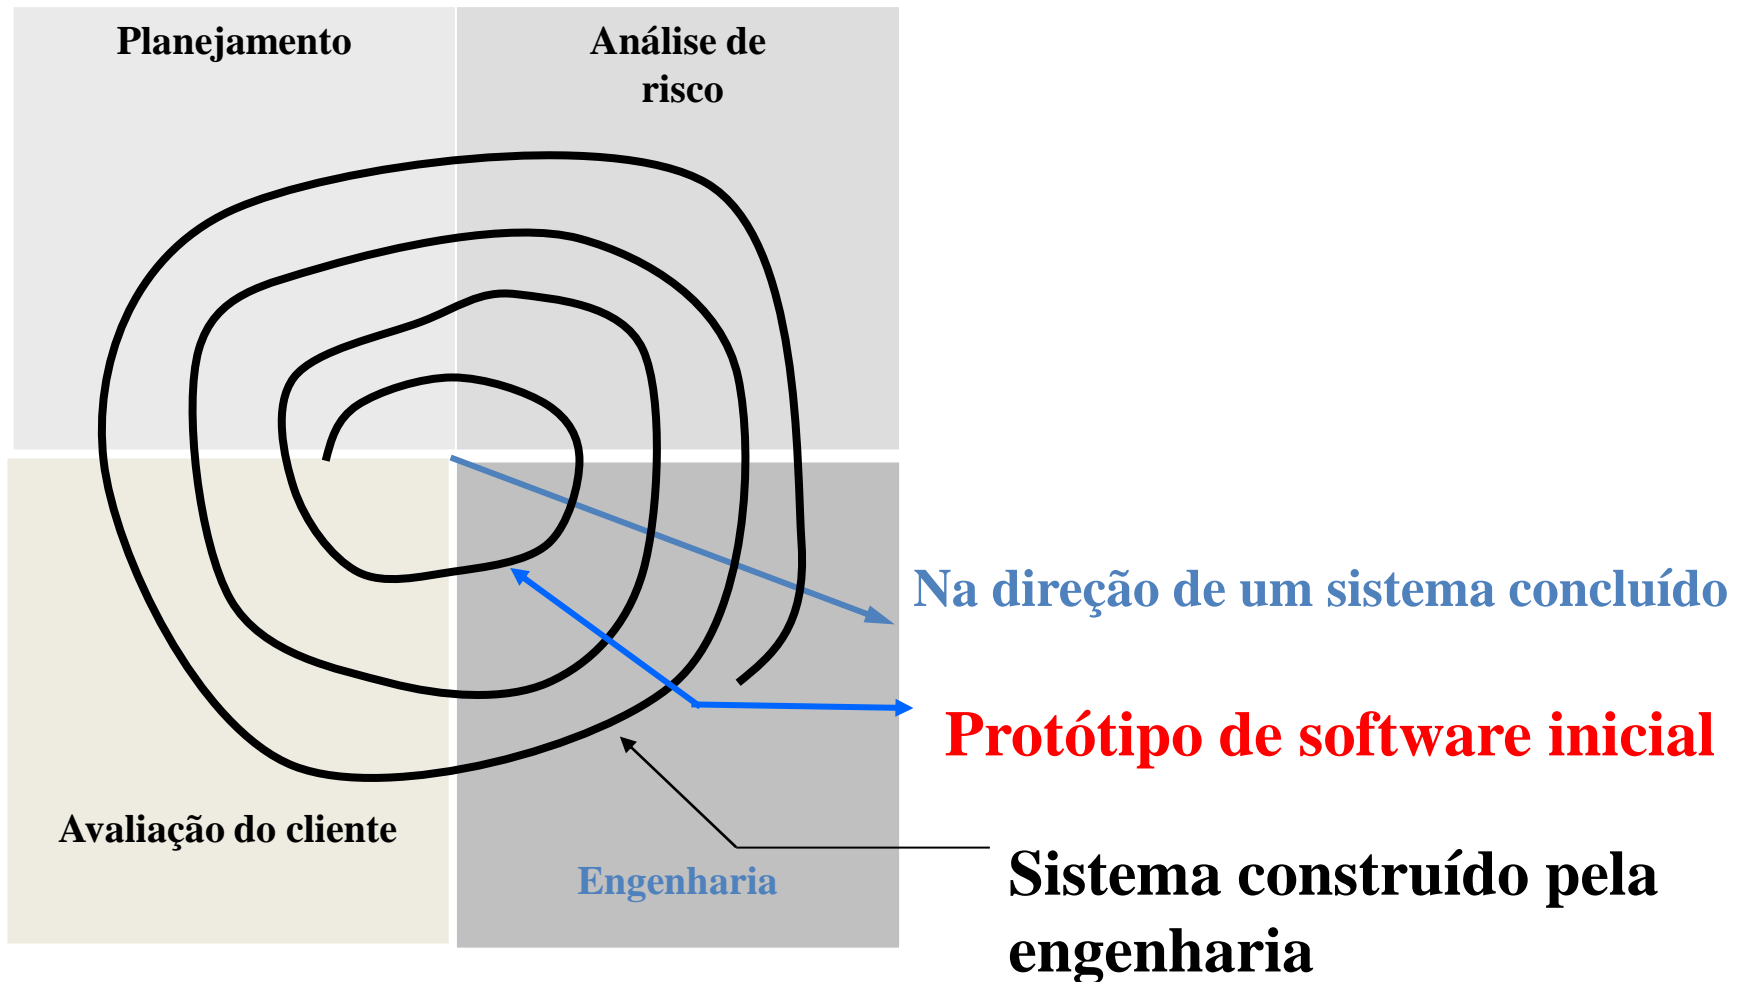 Planejamento
Análise de
risco
Na direção de um sistema concluído
Protótipo de software inicial
Avaliação do cliente
Engenharia
Sistema construído pela
engenharia